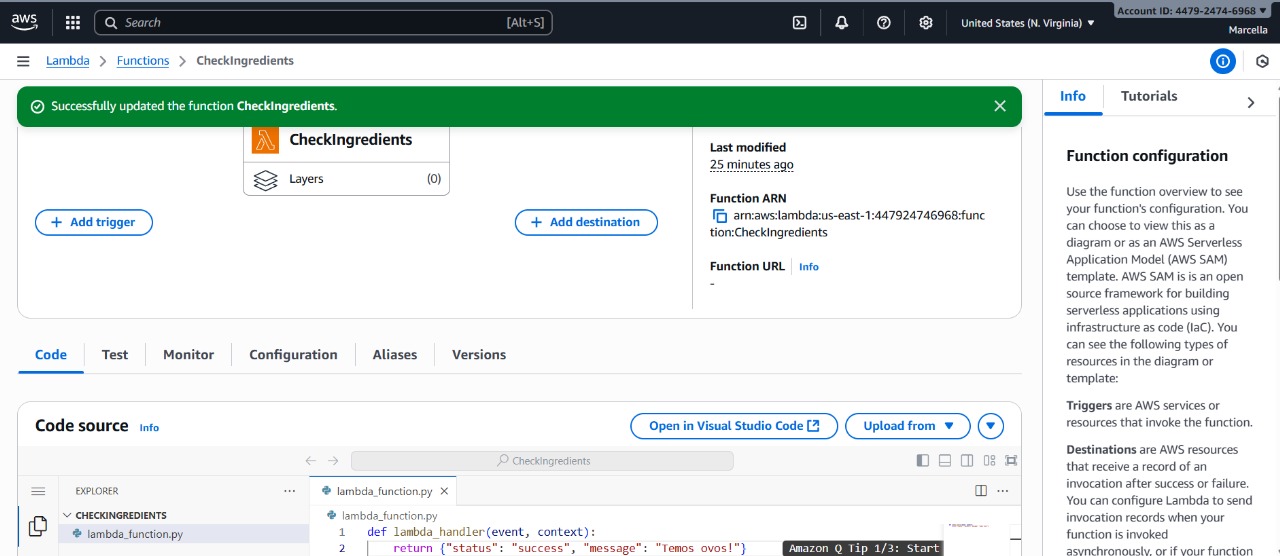 aws
Search
[Alt+S]
United States (N. Virginia)
Account ID: 4479-2474-6968
Marcella
Lambda
Functions
CheckIngredients
Successfully updated the function CheckIngredients.
CheckIngredients
Layers
(0)
Add trigger
Add destination
Last modified
25 minutes ago
Function ARN
arn:aws:lambda:us-east-1:447924746968:func
tion:CheckIngredients
Function URL
Info
-
Code
Test
Monitor
Configuration
Aliases
Versions
Code source
Info
Open in Visual Studio Code
Upload from
CheckIngredients
EXPLORER
...
CHECKINGREDIENTS
lambda_function.py
lambda_function.py
...
lambda_function.py
1 def lambda_handler(event, context):
2 return {"status": "success", "message": "Temos ovos!"}
Amazon Q Tip 1/3: Start
Info
Tutorials
Function configuration
Use the function overview to see
your function's configuration. You
can choose to view this as a
diagram or as an AWS Serverless
Application Model (AWS SAM)
template. AWS SAM is is an open
source framework for building
serverless applications using
infrastructure as code (IaC). You
can see the following types of
resources in the diagram or
template:
Triggers are AWS services or
resources that invoke the function.
Destinations are AWS resources
that receive a record of an
invocation after success or failure.
You can configure Lambda to send
invocation records when your
function is invoked
asynchronously, or if your function